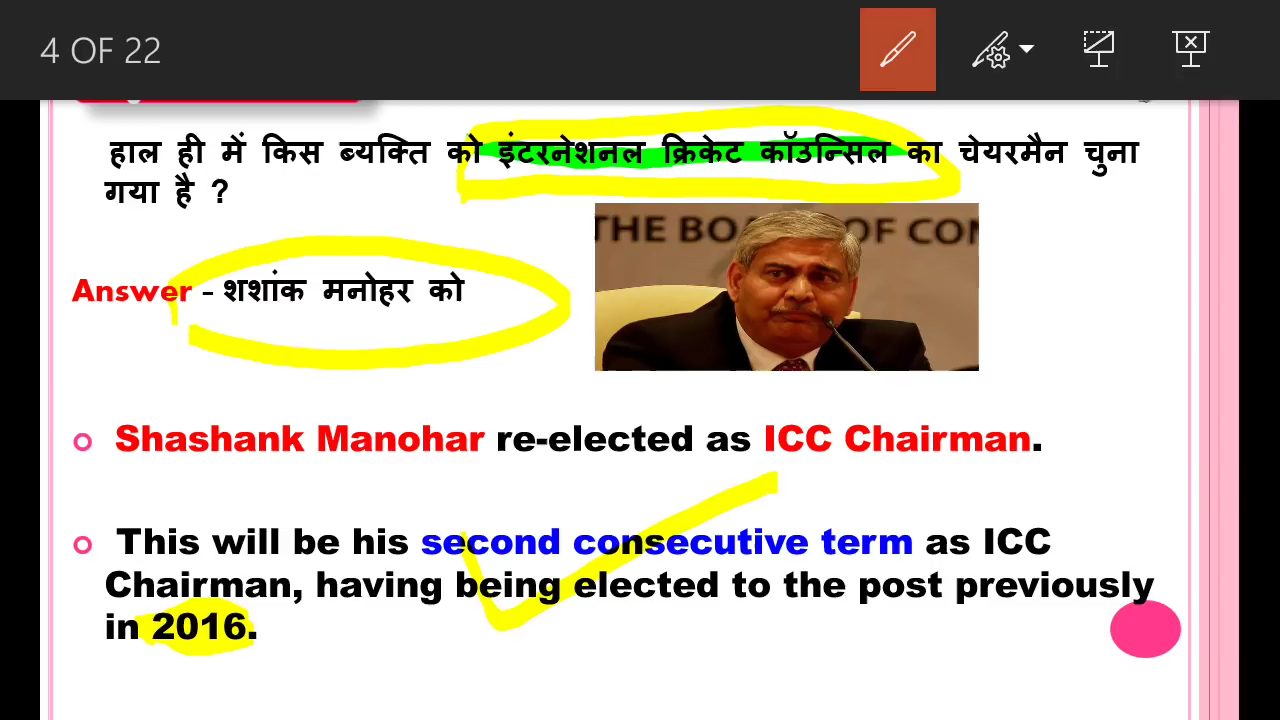 4 OF 22
हाल ही में किस ब्यक्ति को इंटरनेशनल क्रिकेट कॉउन्सिल का चेयरमैन चुना
गया है ?
THE BOA OF CON
Answer – शशांक मनोहर को
Shashank Manohar re-elected as ICC Chairman.
This will be his second consecutive term as ICC
Chairman, having being elected to the post previously
in 2016.